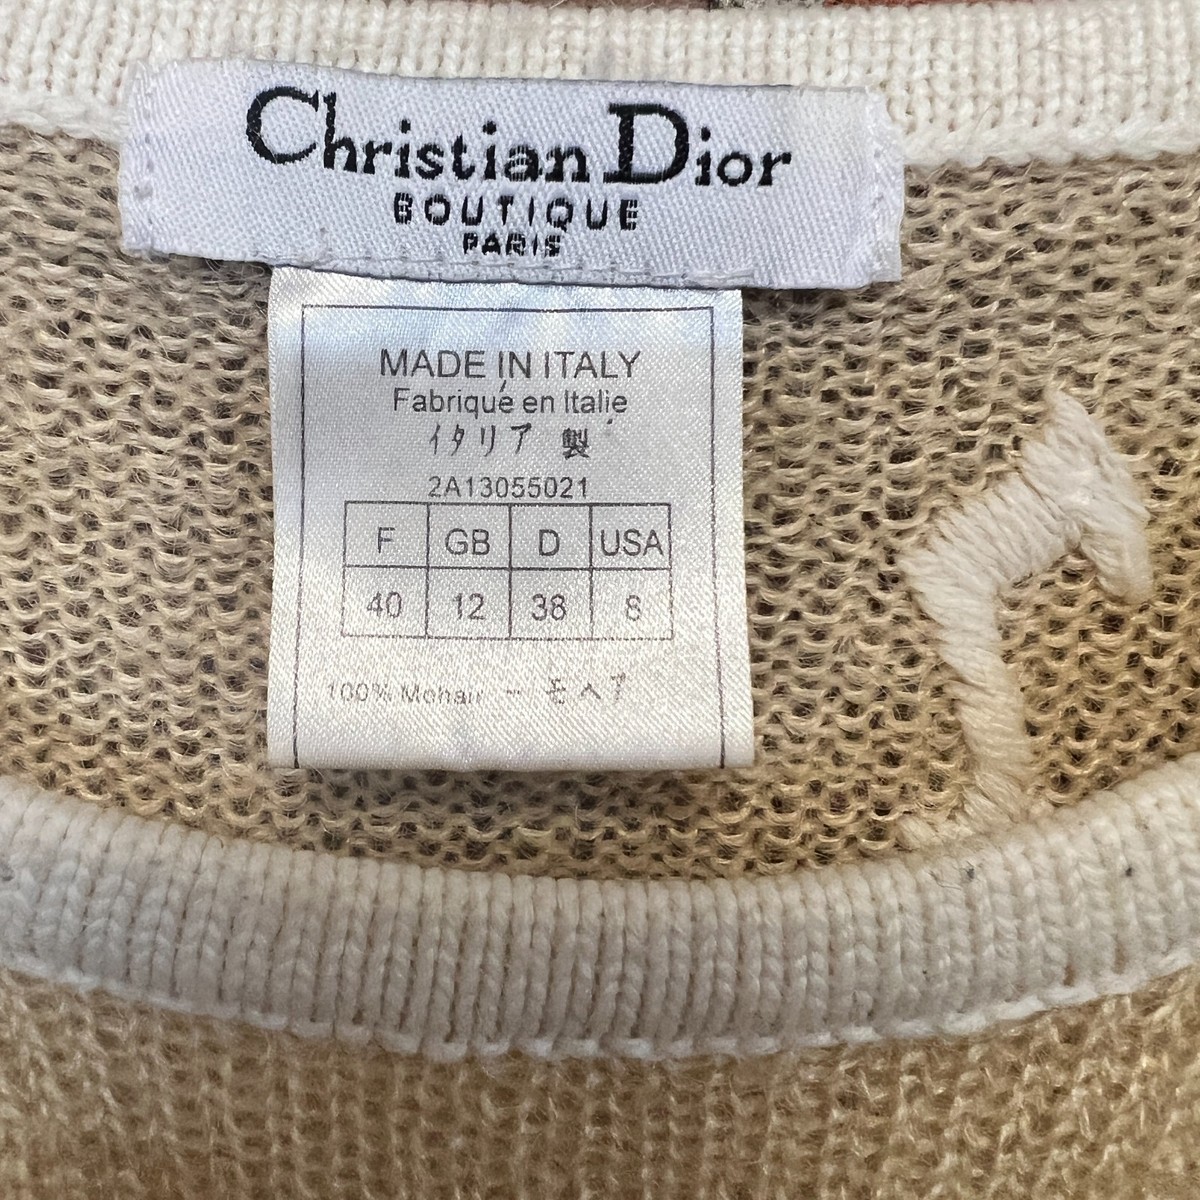 Christian Dior
BOUTIQUE
PARIS
MADE IN ITALY
Fabriqué en Italie
イタリア 製
2A13055021
F GB D USA
40 12 38 8
100% Mohair - モヘア